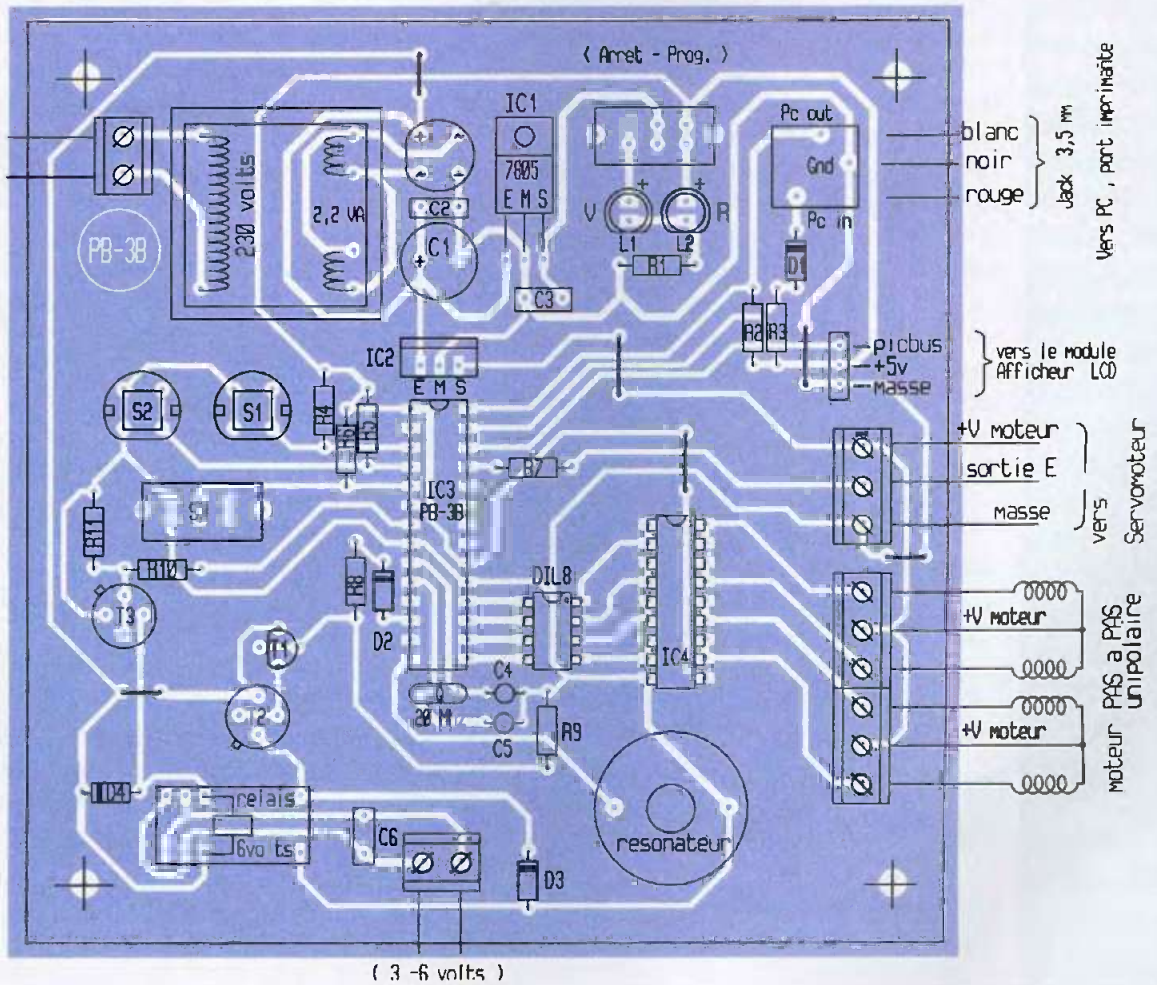 ( Arret - Prog. )
IC1
7805
E M S
Pc out
Gnd
Pc in
blanc
noir
rouge
Jack 3,5 mm
Vers PC, port imprimante
230 volts
2,2 VA
PB-3B
C2
C1
C3
V
R
L1
L2
R1
D1
R2
R3
picbus
+5v
masse
vers le module
Afficheur LCD
IC2
E M S
S2
S1
R4
R6
R5
R7
IC3
PB-3B
+V moteur
sortie E
masse
vers
Servomoteur
R11
R10
T3
R8
D2
DIL8
IC4
+V moteur
+V moteur
moteur PAS a PAS
unipolaire
T1
T2
Q
20 MHz
C4
C5
R9
D4
relais
6volts
C6
D3
resonateur
( 3 -6 volts )